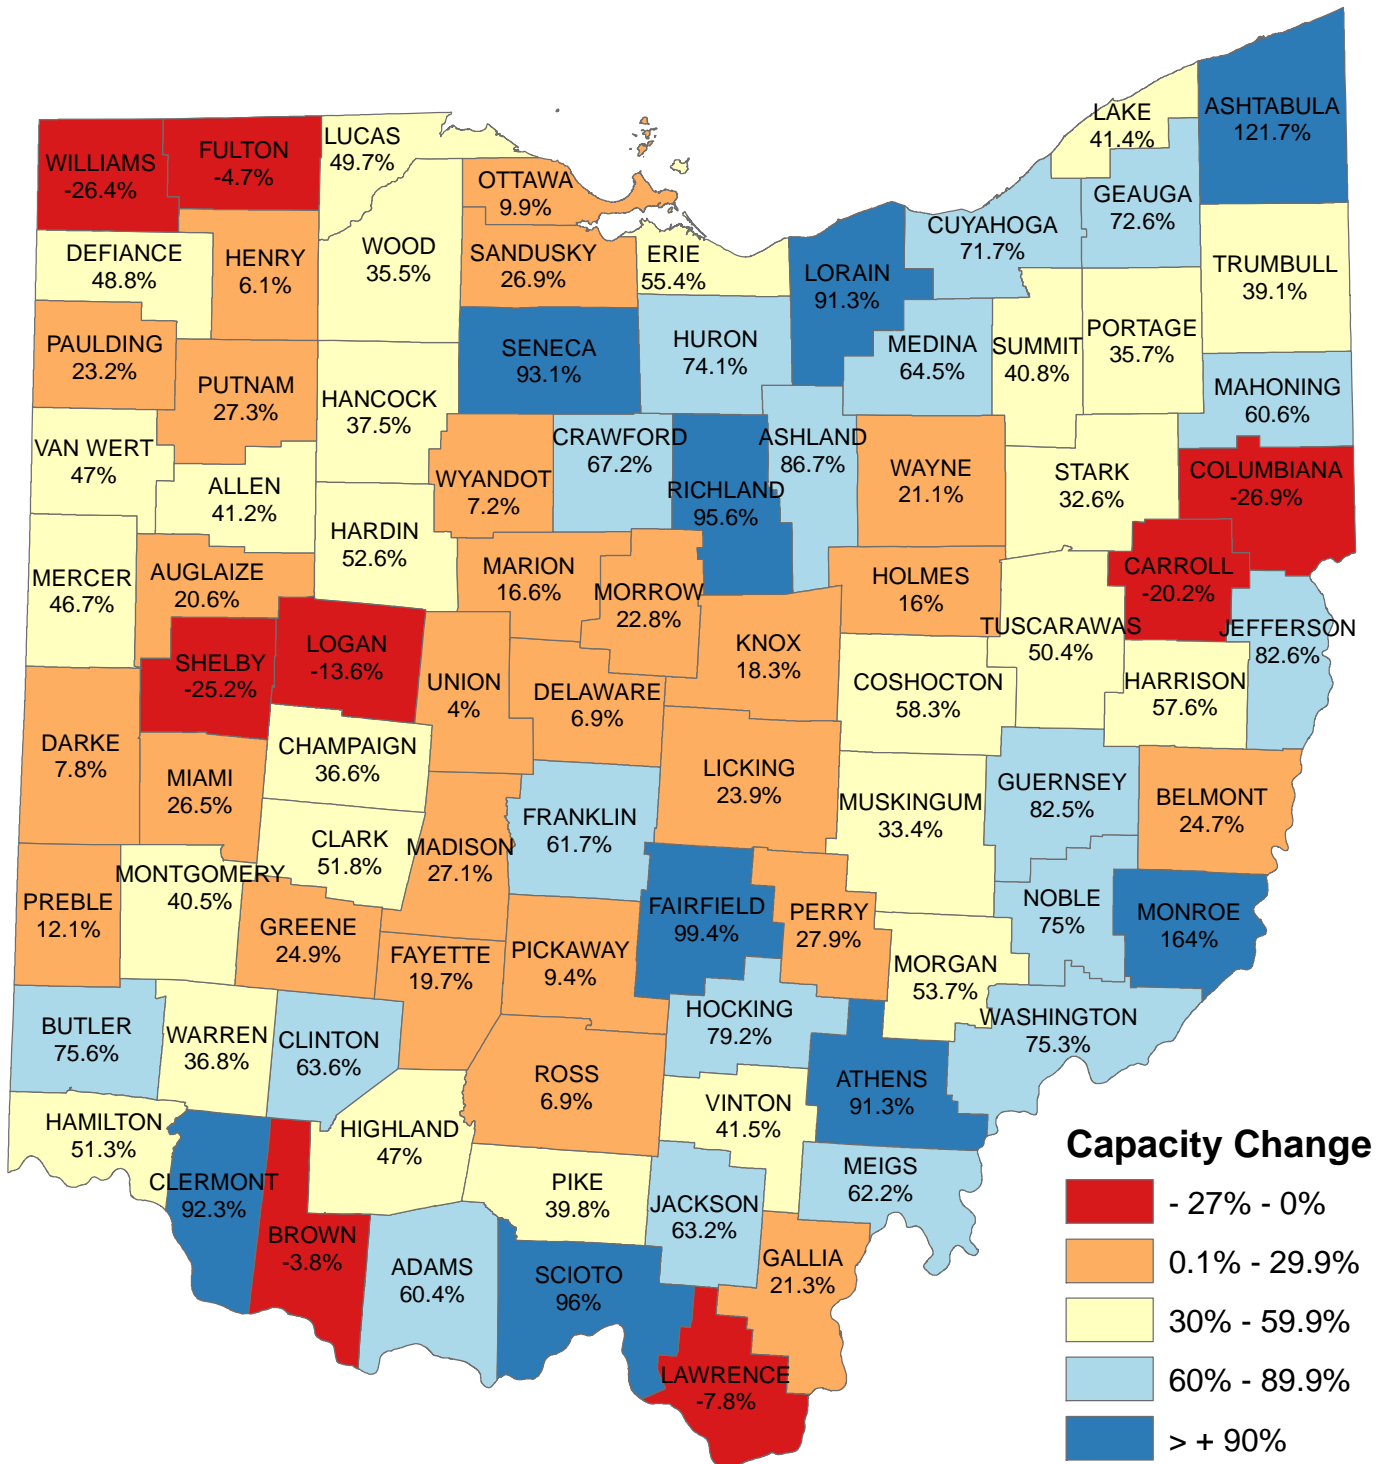 LAKE
41.4%
ASHTABULA
121.7%
WILLIAMS
-26.4%
FULTON
-4.7%
LUCAS
49.7%
OTTAWA
9.9%
GEAUGA
72.6%
CUYAHOGA
71.7%
DEFIANCE
48.8%
HENRY
6.1%
WOOD
35.5%
SANDUSKY
26.9%
ERIE
55.4%
LORAIN
91.3%
TRUMBULL
39.1%
PAULDING
23.2%
PUTNAM
27.3%
HANCOCK
37.5%
SENECA
93.1%
HURON
74.1%
MEDINA
64.5%
SUMMIT
40.8%
PORTAGE
35.7%
MAHONING
60.6%
VAN WERT
47%
ALLEN
41.2%
WYANDOT
7.2%
CRAWFORD
67.2%
RICHLAND
95.6%
ASHLAND
86.7%
WAYNE
21.1%
STARK
32.6%
COLUMBIANA
-26.9%
HARDIN
52.6%
MERCER
46.7%
AUGLAIZE
20.6%
MARION
16.6%
MORROW
22.8%
HOLMES
16%
CARROLL
-20.2%
TUSCARAWAS
50.4%
JEFFERSON
82.6%
SHELBY
-25.2%
LOGAN
-13.6%
UNION
4%
DELAWARE
6.9%
KNOX
18.3%
COSHOCTON
58.3%
HARRISON
57.6%
DARKE
7.8%
MIAMI
26.5%
CHAMPAIGN
36.6%
LICKING
23.9%
MUSKINGUM
33.4%
GUERNSEY
82.5%
BELMONT
24.7%
CLARK
51.8%
MADISON
27.1%
FRANKLIN
61.7%
MONTGOMERY
40.5%
PREBLE
12.1%
GREENE
24.9%
FAYETTE
19.7%
PICKAWAY
9.4%
FAIRFIELD
99.4%
PERRY
27.9%
NOBLE
75%
MONROE
164%
MORGAN
53.7%
HOCKING
79.2%
WASHINGTON
75.3%
BUTLER
75.6%
WARREN
36.8%
CLINTON
63.6%
ROSS
6.9%
ATHENS
91.3%
VINTON
41.5%
HAMILTON
51.3%
HIGHLAND
47%
CLERMONT
92.3%
PIKE
39.8%
JACKSON
63.2%
MEIGS
62.2%
BROWN
-3.8%
ADAMS
60.4%
SCIOTO
96%
GALLIA
21.3%
LAWRENCE
-7.8%
Capacity Change
- 27% - 0%
0.1% - 29.9%
30% - 59.9%
60% - 89.9%
> + 90%